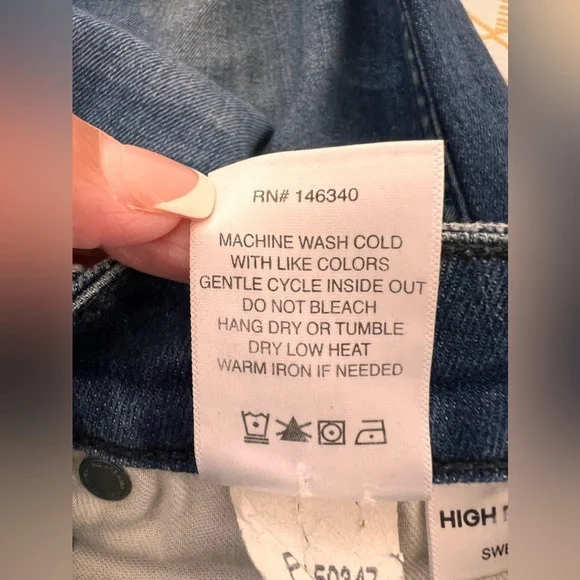 RN# 146340
MACHINE WASH COLD
WITH LIKE COLORS
GENTLE CYCLE INSIDE OUT
DO NOT BLEACH
HANG DRY OR TUMBLE
DRY LOW HEAT
WARM IRON IF NEEDED
HIGH